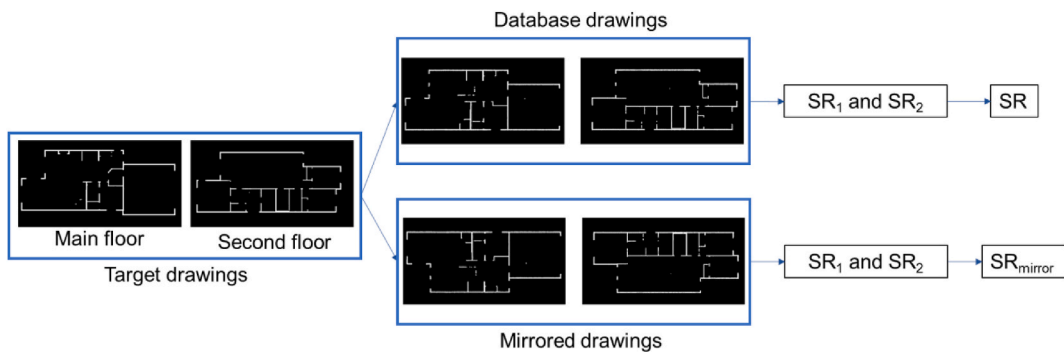 Database drawings
SR₁ and SR₂
SR
Main floor
Second floor
Target drawings
SR₁ and SR₂
SRmirror
Mirrored drawings